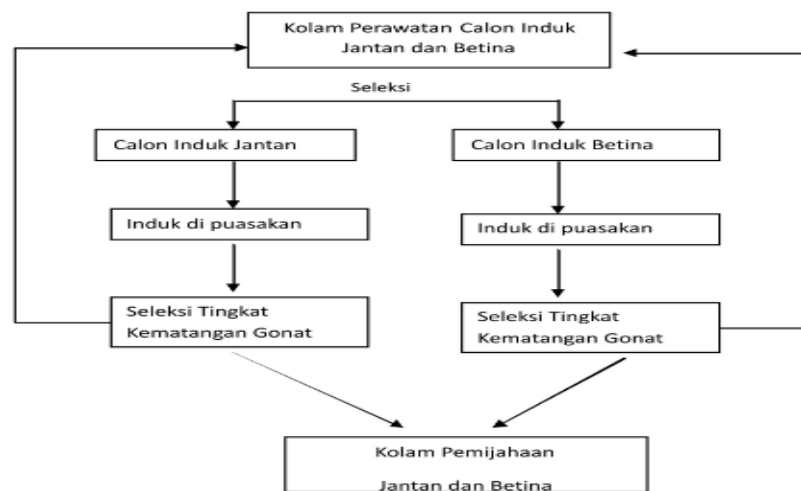 Kolam Perawatan Calon Induk
Jantan dan Betina
Seleksi
Calon Induk Jantan
Calon Induk Betina
Induk di puasakan
Induk di puasakan
Seleksi Tingkat
Kematangan Gonat
Seleksi Tingkat
Kematangan Gonat
Kolam Pemijahaan
Jantan dan Betina